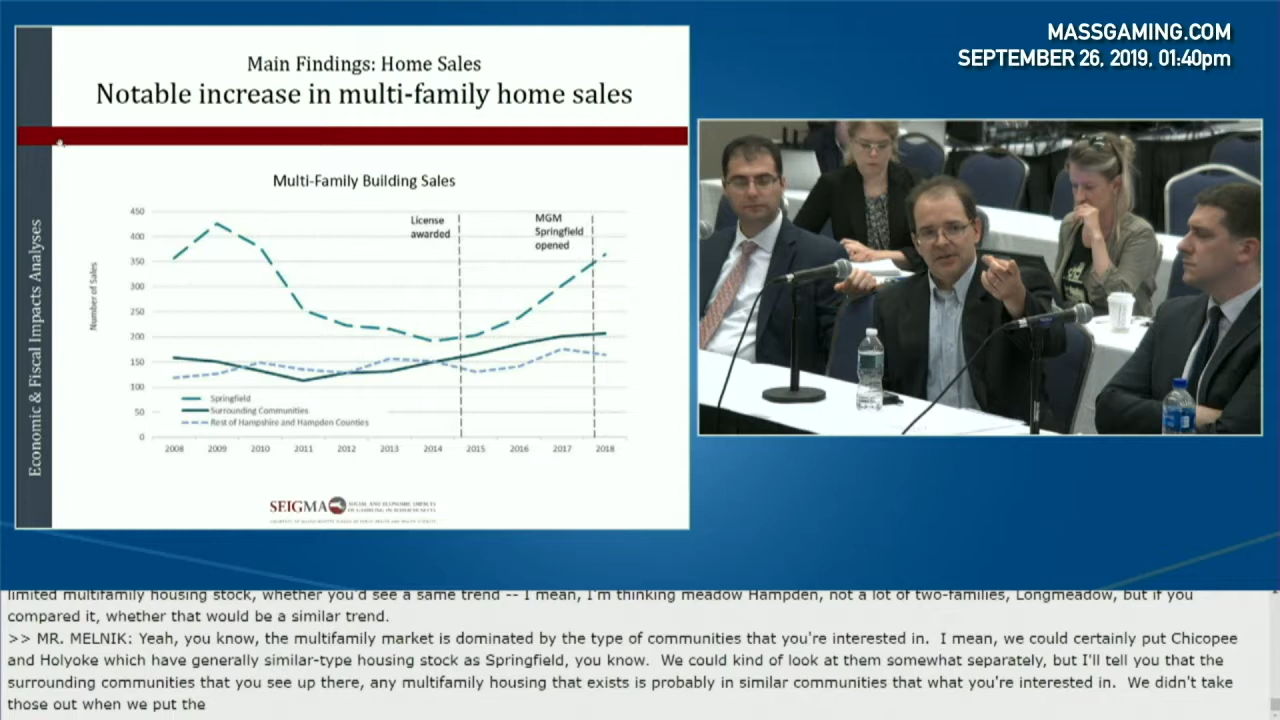 MASSGAMING.COM
SEPTEMBER 26, 2019, 01:40pm
Main Findings: Home Sales
Notable increase in multi-family home sales
Economic & Fiscal Impacts Analyses
Multi-Family Building Sales
Number of Sales
450
400
350
300
250
200
150
100
50
0
License
awarded
MGM
Springfield
opened
Springfield
Surrounding Communities
Rest of Hampshire and Hampden Counties
2008 2009 2010 2011 2012 2013 2014 2015 2016 2017 2018
SEIGMA
SOCIAL AND ECONOMIC IMPACTS
OF GAMBLING IN MASSACHUSETTS
limited multifamily housing stock, whether you'd see a same trend -- I mean, I'm thinking meadow Hampden, not a lot of two-families, Longmeadow, but if you
compared it, whether that would be a similar trend.
>> MR. MELNIK: Yeah, you know, the multifamily market is dominated by the type of communities that you're interested in.  I mean, we could certainly put Chicopee
and Holyoke which have generally similar-type housing stock as Springfield, you know.  We could kind of look at them somewhat separately, but I'll tell you that the
surrounding communities that you see up there, any multifamily housing that exists is probably in similar communities that what you're interested in.  We didn't take
those out when we put the